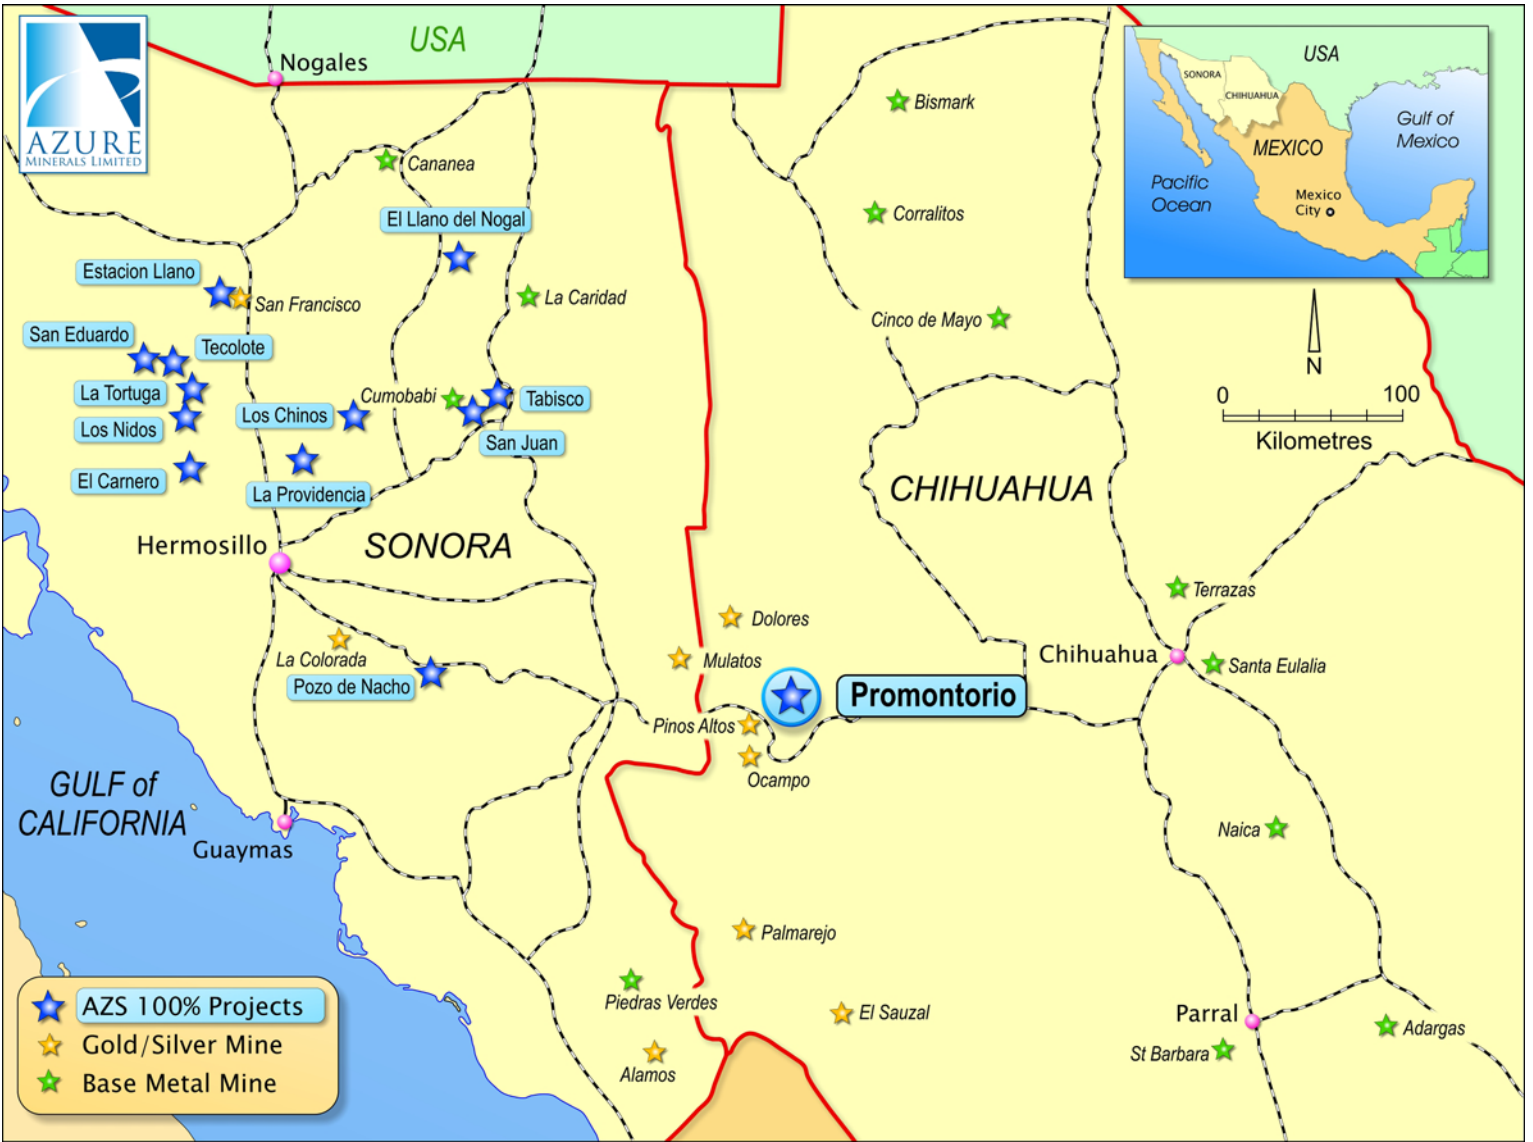 AZURE
MINERALS LIMITED
USA
Nogales
Bismark
Cananea
Corralitos
El Llano del Nogal
Estacion Llano
San Francisco
La Caridad
Cinco de Mayo
San Eduardo
Tecolote
La Tortuga
Los Nidos
Los Chinos
Cumobabi
Tabisco
San Juan
El Carnero
La Providencia
Hermosillo
SONORA
CHIHUAHUA
Terrazas
Dolores
Mulatos
La Colorada
Pozo de Nacho
Chihuahua
Santa Eulalia
Promontorio
Pinos Altos
Ocampo
GULF of
CALIFORNIA
Guaymas
Naica
Palmarejo
Piedras Verdes
El Sauzal
Alamos
Parral
St Barbara
Adargas
USA
SONORA
CHIHUAHUA
Gulf of
Mexico
MEXICO
Pacific
Ocean
Mexico
City
N
0 100
Kilometres
AZS 100% Projects
Gold/Silver Mine
Base Metal Mine